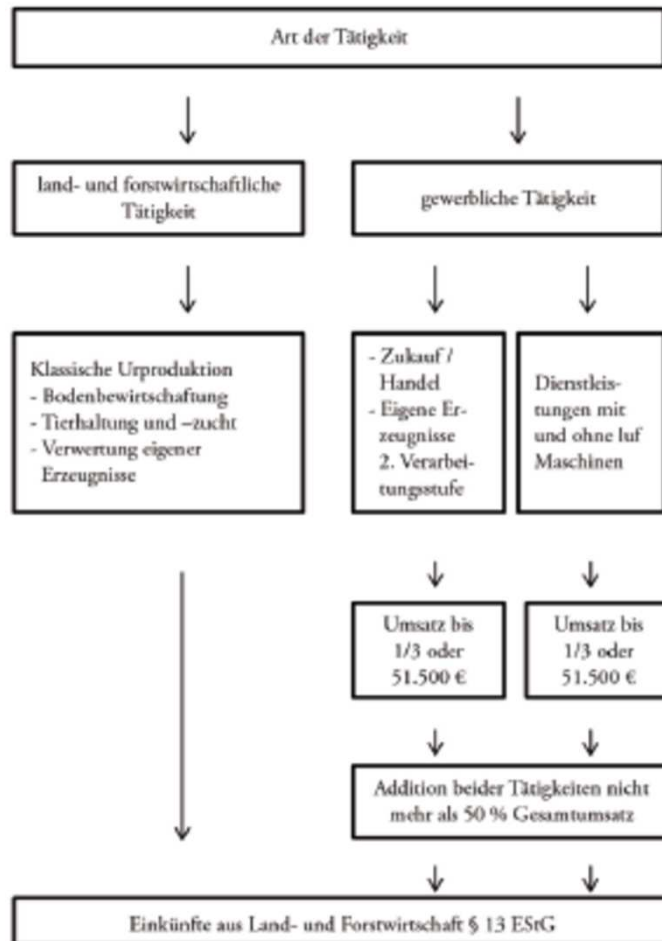 Art der Tätigkeit
land- und forstwirtschaftliche
Tätigkeit
gewerbliche Tätigkeit
Klassische Urproduktion
- Bodenbewirtschaftung
- Tierhaltung und –zucht
- Verwertung eigener
Erzeugnisse
- Zukauf /
Handel
- Eigene Er-
zeugnisse
2. Verarbei-
tungsstufe
Dienstleis-
tungen mit
und ohne luf
Maschinen
Umsatz bis
1/3 oder
51.500 €
Umsatz bis
1/3 oder
51.500 €
Addition beider Tätigkeiten nicht
mehr als 50 % Gesamtumsatz
Einkünfte aus Land- und Forstwirtschaft § 13 EStG